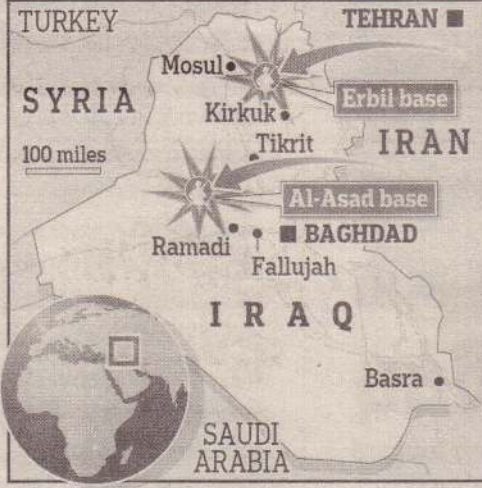 TURKEY
TEHRAN
Mosul
Erbil base
SYRIA
Kirkuk
IRAN
Tikrit
100 miles
Al-Asad base
Ramadi
BAGHDAD
Fallujah
IRAQ
Basra
SAUDI
ARABIA